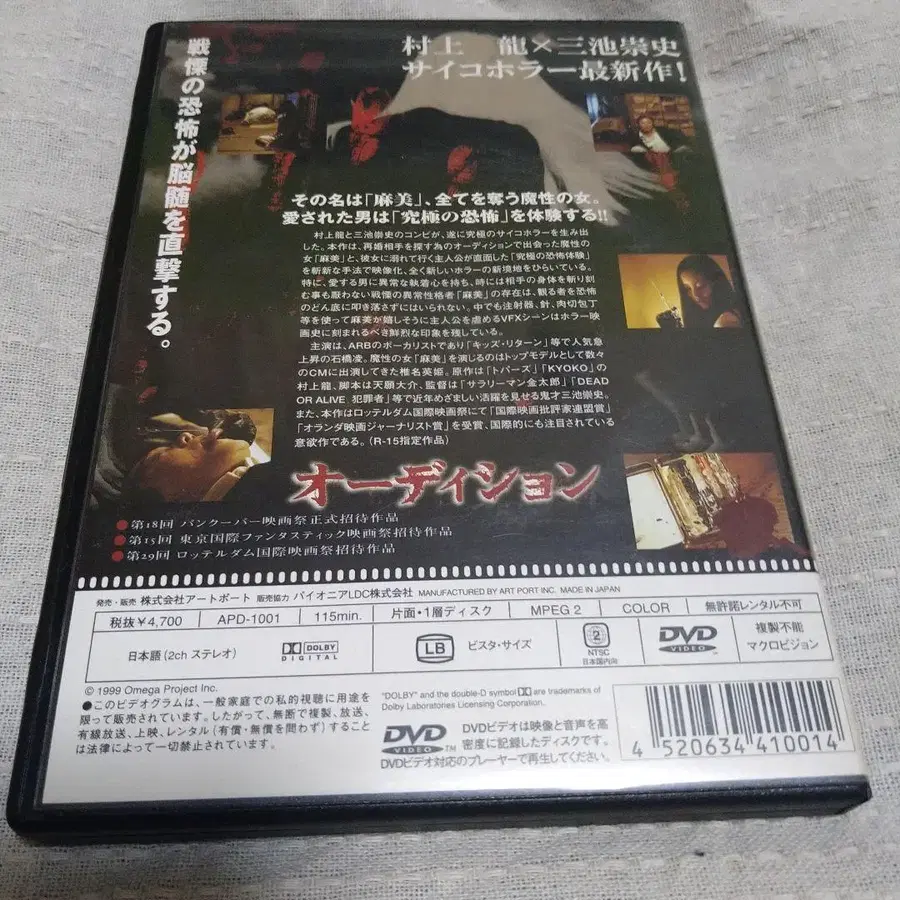 戦慄の恐怖が脳髄を直撃する。
村上 龍×三池崇史
サイコホラー最新作!
その名は「麻美」、全てを奪う魔性の女。
愛された男は「究極の恐怖」を体験する!!
村上龍と三池崇史のコンビが、遂に究極のサイコホラーを生み出
した。本作は、再婚相手を探す為のオーディションで出会った魔性の
女「麻美」と、彼女に溺れて行く主人公が直面した「究極の恐怖体験」
を斬新な手法で映像化、全く新しいホラーの新境地をひらいている。
特に、愛する男に異常な執着心を持ち、時には相手の身体を斬り刻
む事も厭わない戦慄の異常性格者「麻美」の存在は、観る者を恐怖
のどん底に叩き落さずにはいられない。中でも注射器、針、肉切包丁
等を使って麻美が嬉しそうに主人公を虐めるVFXシーンはホラー映
画史に刻まれるべき鮮烈な印象を残している。
主演は、ARBのボーカリストであり「キッズ・リターン」等で人気急
上昇の石橋凌。魔性の女「麻美」を演じるのはトップモデルとして数々
のCMに出演してきた椎名英姫。原作は「トパーズ」「KYOKO」の
村上龍、脚本は天願大介、監督は「サラリーマン金太郎」「DEAD
OR ALIVE 犯罪者」等で近年めざましい活躍を見せる鬼才三池崇史。
また、本作はロッテルダム国際映画祭にて「国際映画批評家連盟賞」
「オランダ映画ジャーナリスト賞」を受賞、国際的にも注目されている
意欲作である。(R-15指定作品)
オーディション
●第18回 バンクーバー映画祭正式招待作品
●第15回 東京国際ファンタスティック映画祭招待作品
●第29回 ロッテルダム国際映画祭招待作品
発売・販売 株式会社アートポート 販売協力 パイオニアLDC株式会社 MANUFACTURED BY ART PORT INC. MADE IN JAPAN
税抜¥4,700 APD-1001 115min. 片面・1層ディスク MPEG 2 COLOR 無許諾レンタル不可
日本語(2ch ステレオ) DOLBY DIGITAL LB ビスタ・サイズ 2 NTSC 日本国内向 DVD VIDEO 複製不能 マクロビジョン
© 1999 Omega Project Inc.
●このビデオグラムは、一般家庭での私的視聴に用途を
限って販売されています。したがって、無断で複製、放送、
有線放送、上映、レンタル(有償・無償を問わず)すること
は法律によって一切禁止されています。
"DOLBY" and the double-D symbol are trademarks of
Dolby Laboratories Licensing Corporation.
DVD VIDEO TM
DVDビデオは映像と音声を高
密度に記録したディスクです。
DVDビデオ対応のプレーヤーで再生してください。
4 520634 410014